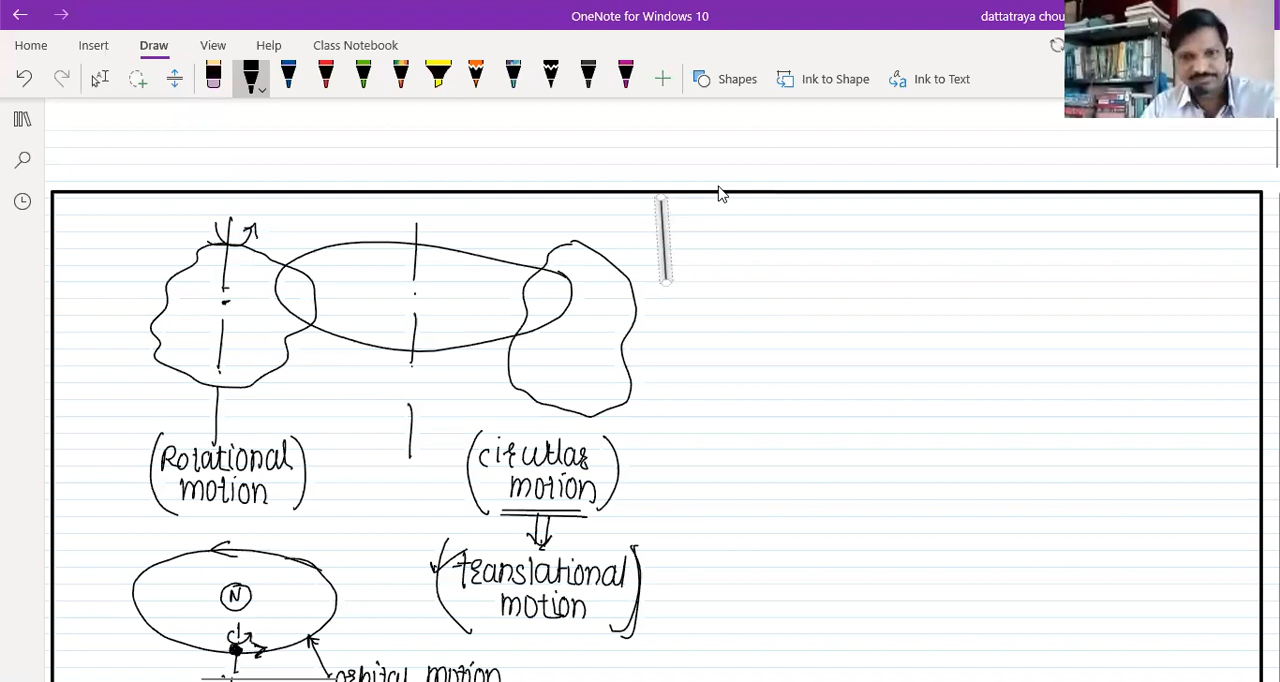 OneNote for Windows 10
dattatraya chou
Home Insert Draw View Help Class Notebook
Shapes Ink to Shape Ink to Text
(Rotational
motion)
(cirutlar
motion)
(translational
motion)
N
orbital motion